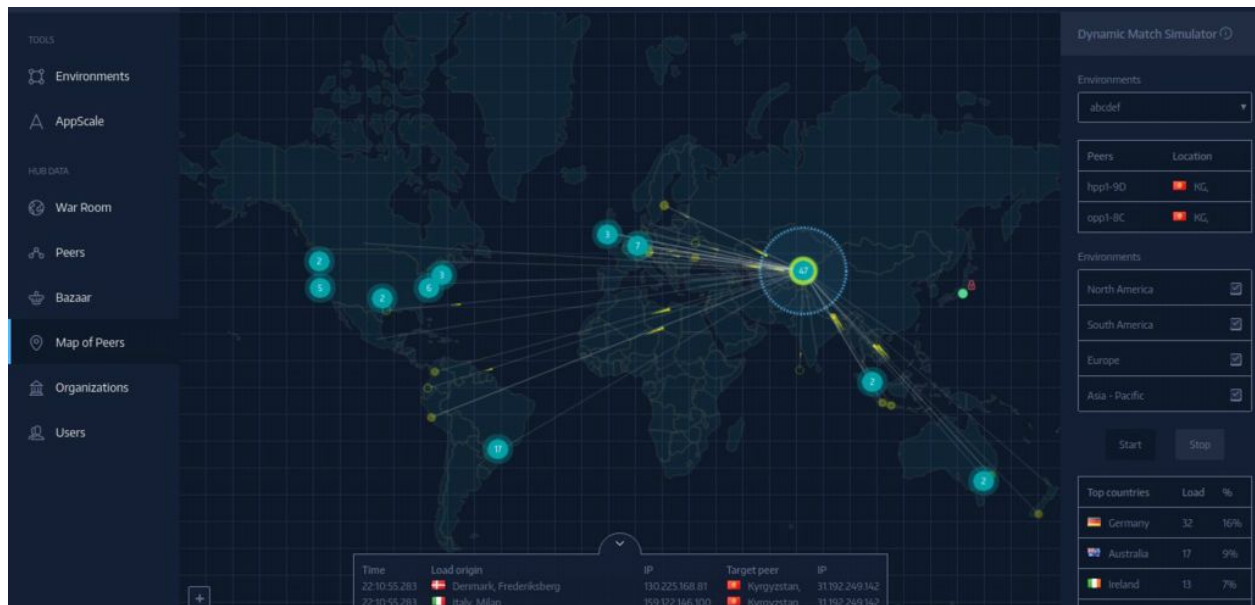 TOOLS
Environments
AppScale
HUB DATA
War Room
Peers
Bazaar
Map of Peers
Organizations
Users
2
5
2
3
6
17
3
7
47
2
2
Time Load origin IP Target peer IP
22:10:55.283 Denmark, Frederiksberg 130.225.168.81 Kyrgyzstan, 31.192.249.142
22:10:55.283 Italy, Milan 159.122.146.100 Kyrgyzstan, 31.192.249.142
+
Dynamic Match Simulator
Environments
abcdef
Peers Location
hpp1-9D KG,
opp1-8C KG,
Environments
North America
South America
Europe
Asia - Pacific
Start Stop
Top countries Load %
Germany 32 16%
Australia 17 9%
Ireland 13 7%